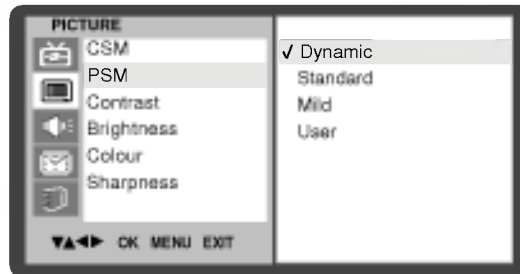 PICTURE
CSM
PSM
Contrast
Brightness
Colour
Sharpness
▼▲◀▶ OK MENU EXIT
✓ Dynamic
Standard
Mild
User